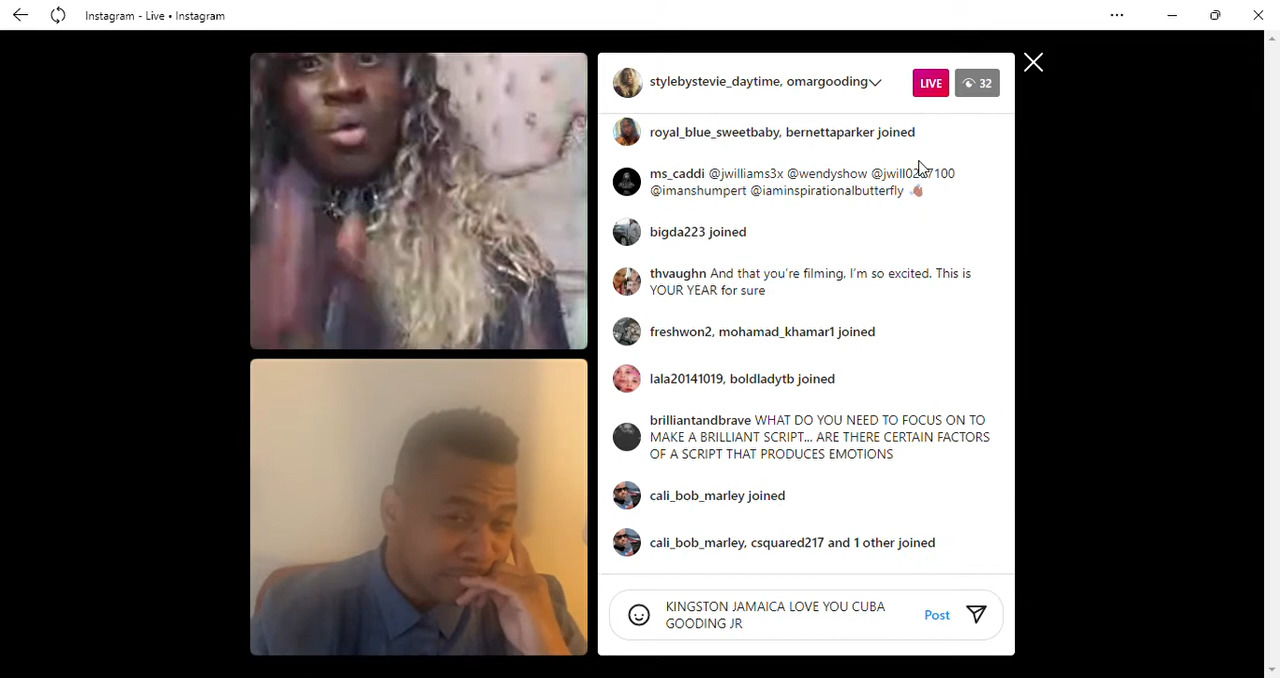 Instagram - Live • Instagram
stylebystevie_daytime, omargooding
LIVE
32
royal_blue_sweetbaby, bernettaparker joined
ms_caddi @jwilliams3x @wendyshow
@imanshumpert @iaminspirationalbutterfly
bigda223 joined
thvaughn And that you're filming, I'm so excited. This is
YOUR YEAR for sure
freshwon2, mohamad_khamar1 joined
lala20141019, boldladytb joined
brilliantandbrave WHAT DO YOU NEED TO FOCUS ON TO
MAKE A BRILLIANT SCRIPT... ARE THERE CERTAIN FACTORS
OF A SCRIPT THAT PRODUCES EMOTIONS
cali_bob_marley joined
cali_bob_marley, csquared217 and 1 other joined
KINGSTON JAMAICA LOVE YOU CUBA
GOODING JR
Post